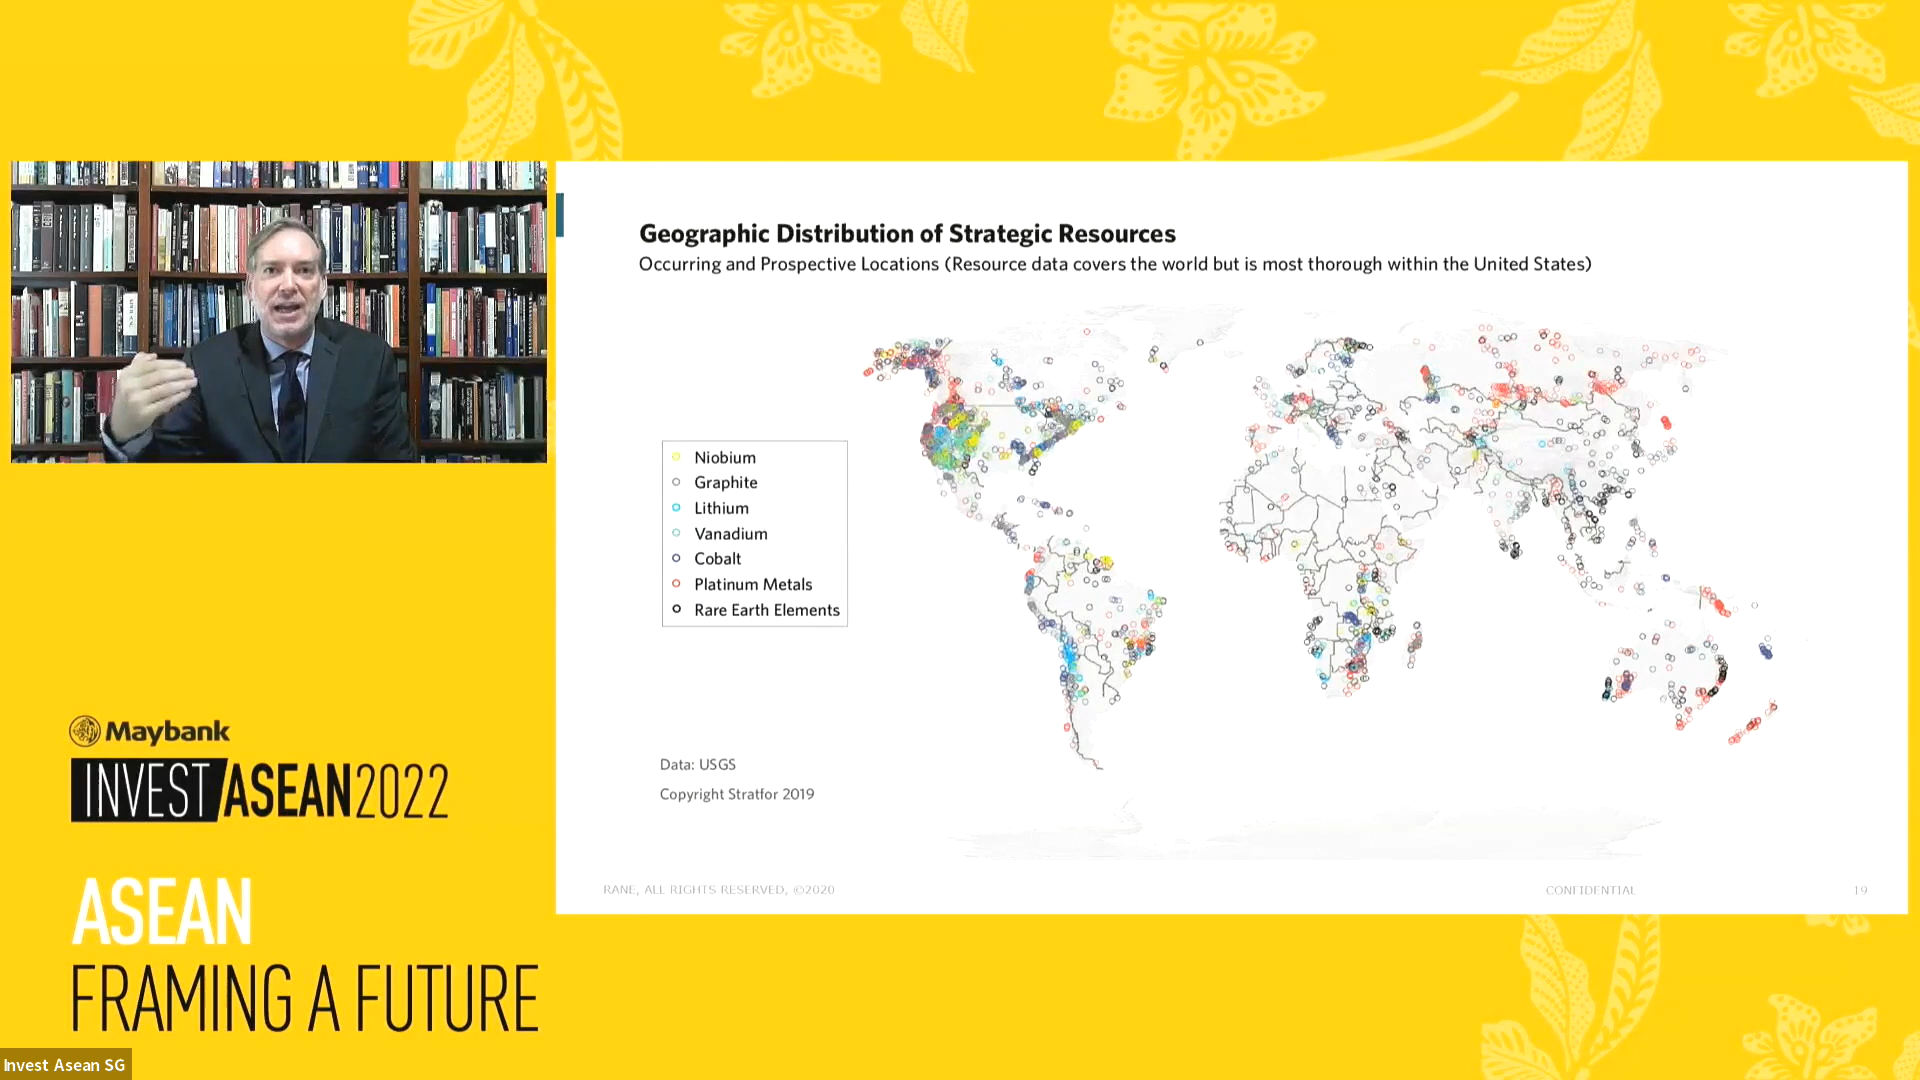 Geographic Distribution of Strategic Resources
Occurring and Prospective Locations (Resource data covers the world but is most thorough within the United States)
Niobium
Graphite
Lithium
Vanadium
Cobalt
Platinum Metals
Rare Earth Elements
Data: USGS
Copyright Stratfor 2019
RANE, ALL RIGHTS RESERVED, ©2020
CONFIDENTIAL
19
Maybank
INVEST ASEAN2022
ASEAN
FRAMING A FUTURE
Invest Asean SG